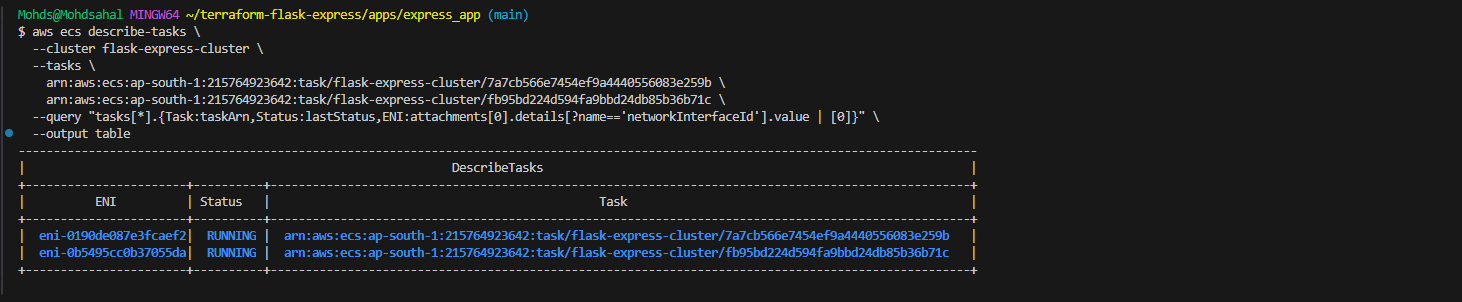 Mohds@Mohdsahal MINGW64 ~/terraform-flask-express/apps/express_app (main)
$ aws ecs describe-tasks \
--cluster flask-express-cluster \
--tasks \
arn:aws:ecs:ap-south-1:215764923642:task/flask-express-cluster/7a7cb566e7454ef9a4440556083e259b \
arn:aws:ecs:ap-south-1:215764923642:task/flask-express-cluster/fb95bd224d594fa9bbd24db85b36b71c \
--query "tasks[*].{Task:taskArn,Status:lastStatus,ENI:attachments[0].details[?name=='networkInterfaceId'].value | [0]}" \
--output table
DescribeTasks
ENI | Status | Task
eni-0190de087e3fcaef2 | RUNNING | arn:aws:ecs:ap-south-1:215764923642:task/flask-express-cluster/7a7cb566e7454ef9a4440556083e259b
eni-0b5495cc0b37055da | RUNNING | arn:aws:ecs:ap-south-1:215764923642:task/flask-express-cluster/fb95bd224d594fa9bbd24db85b36b71c